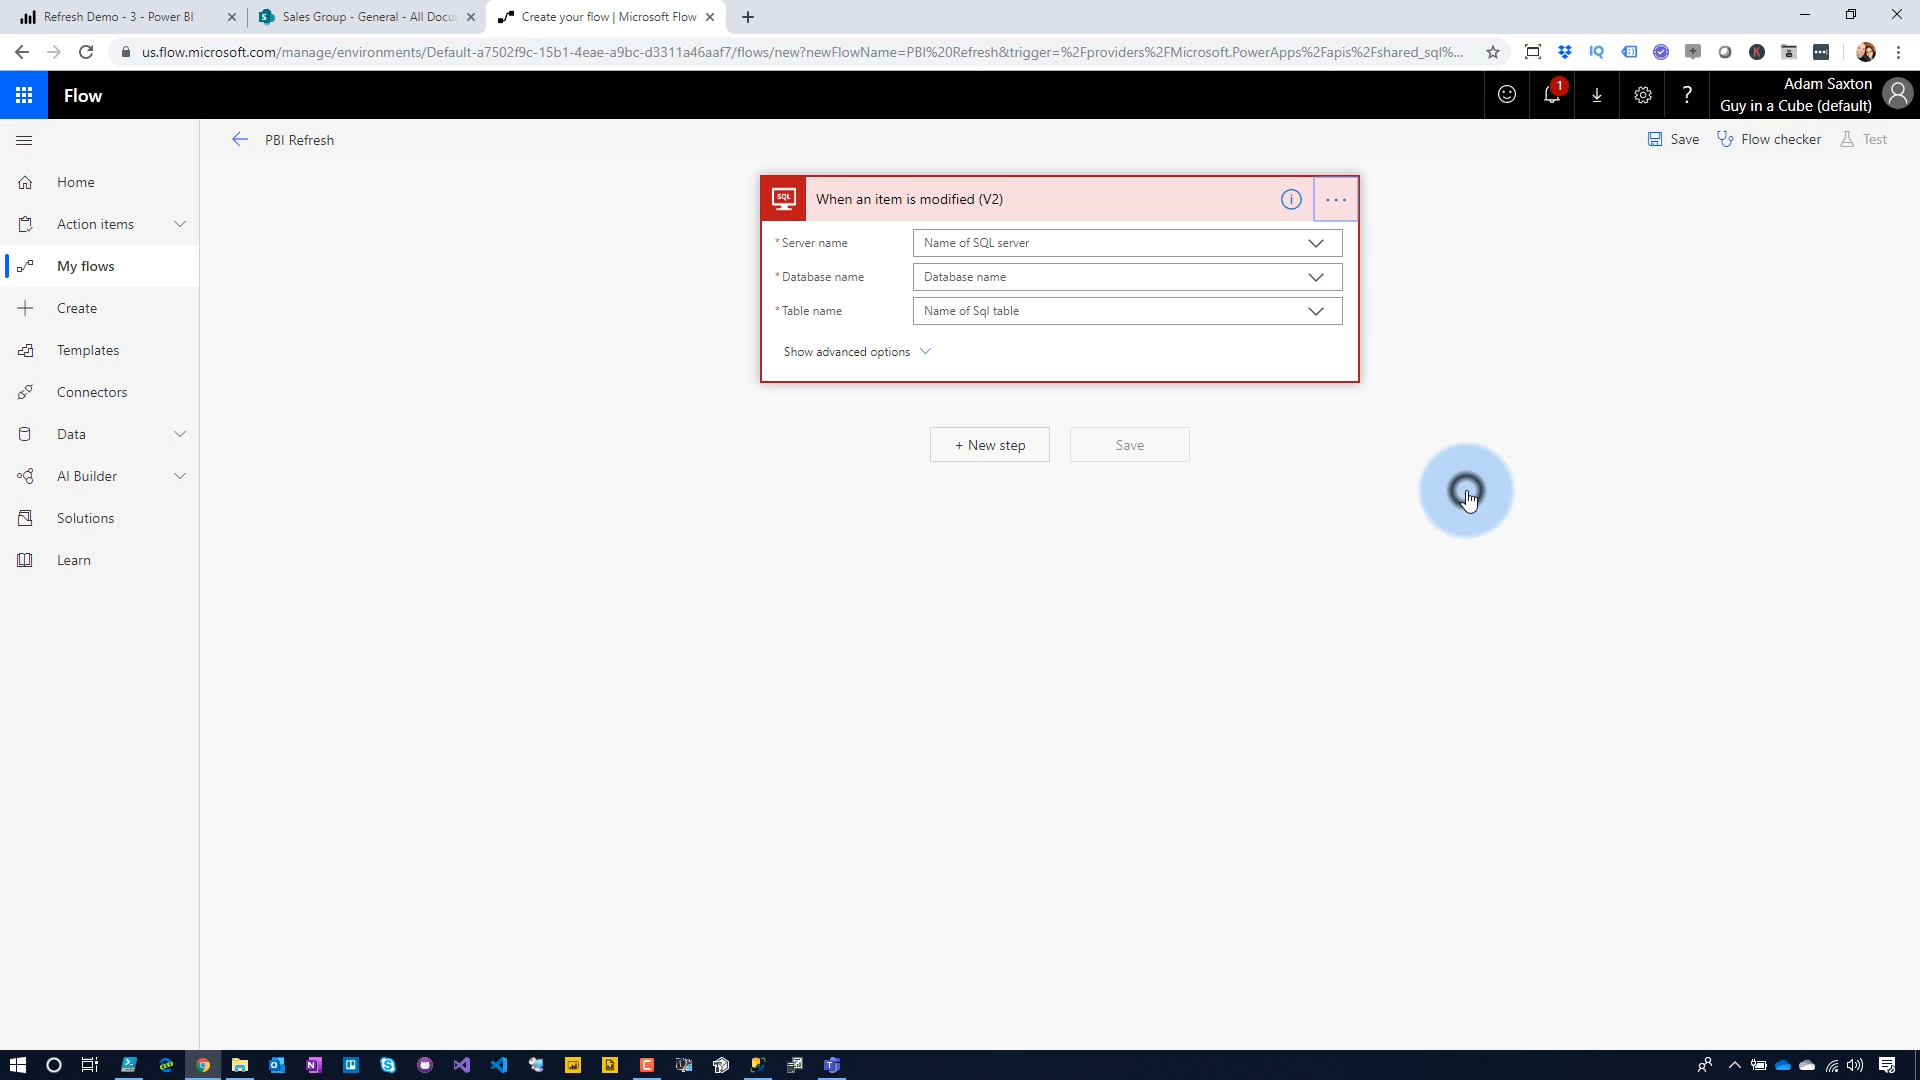 Refresh Demo - 3 - Power BI
Sales Group - General - All Docu
Create your flow | Microsoft Flow
us.flow.microsoft.com/manage/environments/Default-a7502f9c-15b1-4eae-a9bc-d3311a46aaf7/flows/new?newFlowName=PBI%20Refresh&trigger=%2Fproviders%2FMicrosoft.PowerApps%2Fapis%2Fshared_sql%...
Flow
1
?
Adam Saxton
Guy in a Cube (default)
PBI Refresh
Save
Flow checker
Test
Home
Action items
My flows
Create
Templates
Connectors
Data
AI Builder
Solutions
Learn
SQL
When an item is modified (V2)
...
* Server name
Name of SQL server
* Database name
Database name
* Table name
Name of Sql table
Show advanced options
+ New step
Save